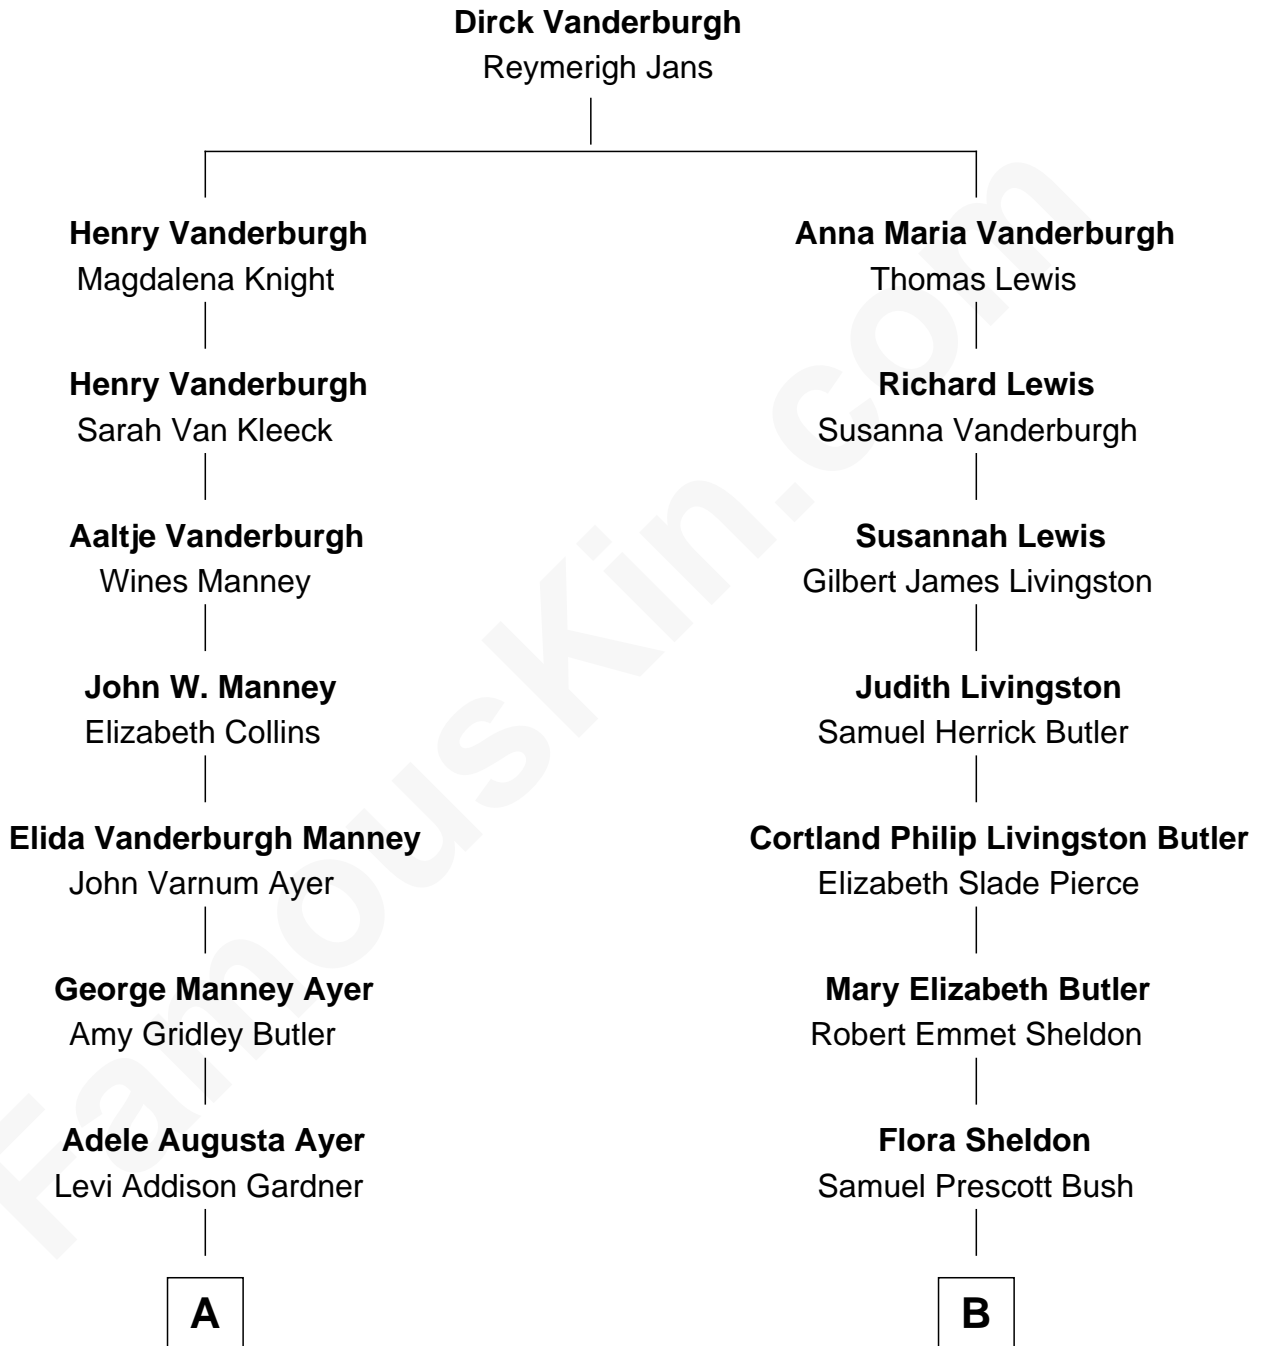 Dirck Vanderburgh
Reymerigh Jans
Henry Vanderburgh
Magdalena Knight
Henry Vanderburgh
Sarah Van Kleeck
Aaltje Vanderburgh
Wines Manney
John W. Manney
Elizabeth Collins
Elida Vanderburgh Manney
John Varnum Ayer
George Manney Ayer
Amy Gridley Butler
Adele Augusta Ayer
Levi Addison Gardner
A
Anna Maria Vanderburgh
Thomas Lewis
Richard Lewis
Susanna Vanderburgh
Susannah Lewis
Gilbert James Livingston
Judith Livingston
Samuel Herrick Butler
Cortland Philip Livingston Butler
Elizabeth Slade Pierce
Mary Elizabeth Butler
Robert Emmet Sheldon
Flora Sheldon
Samuel Prescott Bush
B
FamousKin.com